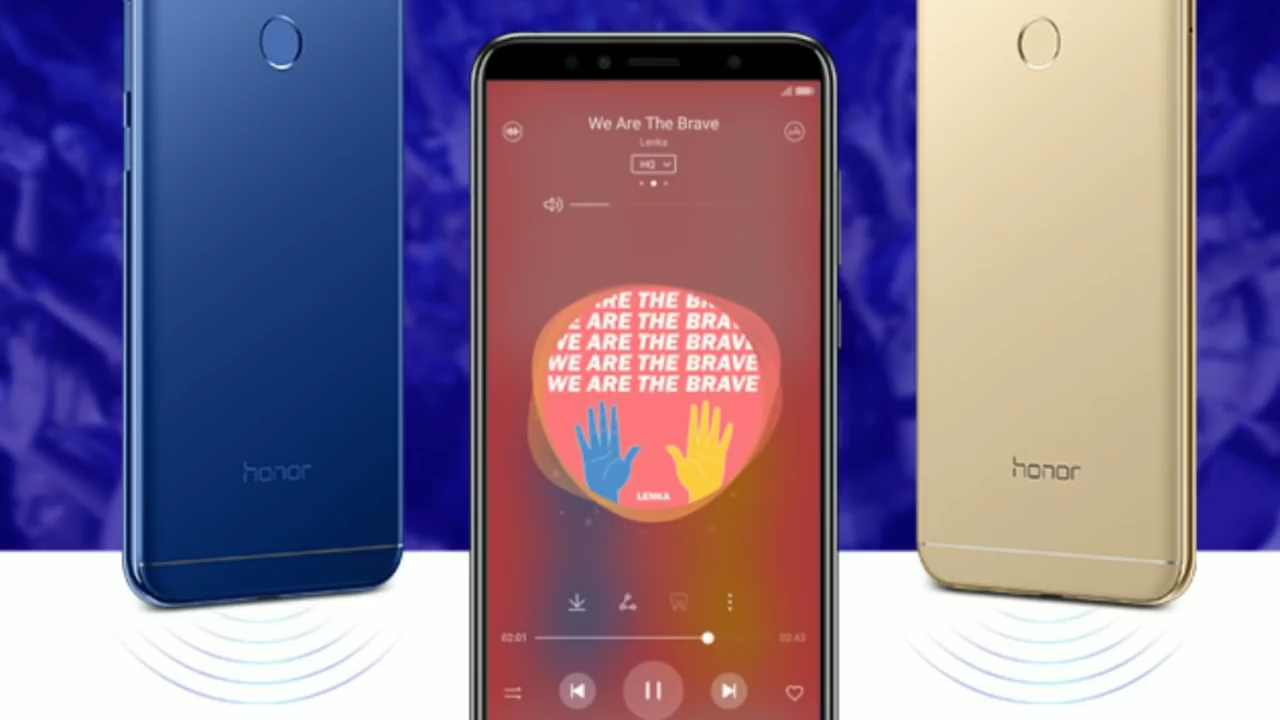 We Are The Brave
Lenka
HQ
RE THE BR
E ARE THE BRAV
WE ARE THE BRAVE
WE ARE THE BRAVE
WE ARE THE BRAVE
LENKA
02:01
02:43
honor
honor